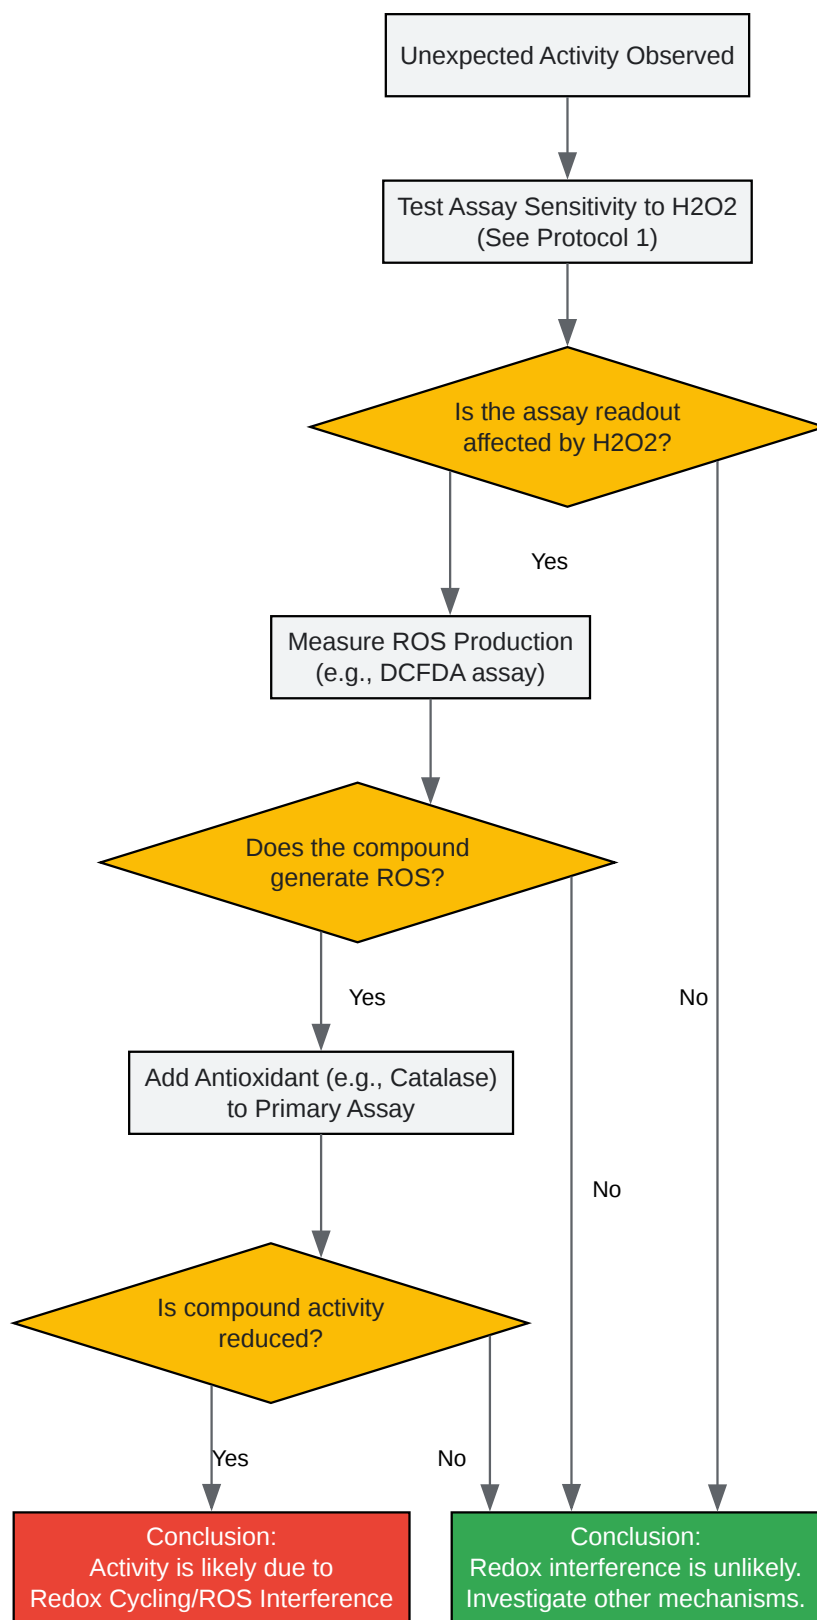 Unexpected Activity Observed
Test Assay Sensitivity to H2O2
(See Protocol 1)
Is the assay readout
affected by H2O2?
Yes
Measure ROS Production
(e.g., DCFDA assay)
Does the compound
generate ROS?
Yes
No
Add Antioxidant (e.g., Catalase)
to Primary Assay
No
Is compound activity
reduced?
Yes
No
Conclusion:
Activity is likely due to
Redox Cycling/ROS Interference
Conclusion:
Redox interference is unlikely.
Investigate other mechanisms.